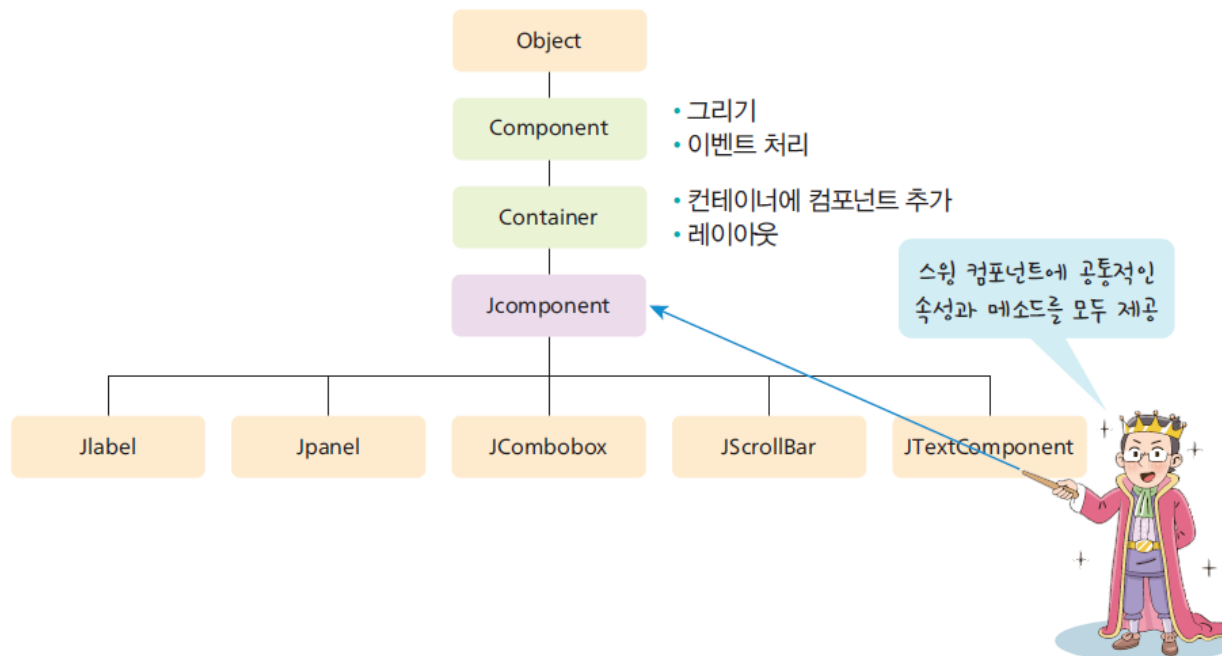 Object
Component
• 그리기
• 이벤트 처리
Container
• 컨테이너에 컴포넌트 추가
• 레이아웃
Jcomponent
스윙 컴포넌트에 공통적인
속성과 메소드를 모두 제공
Jlabel
Jpanel
JCombobox
JScrollBar
JTextComponent